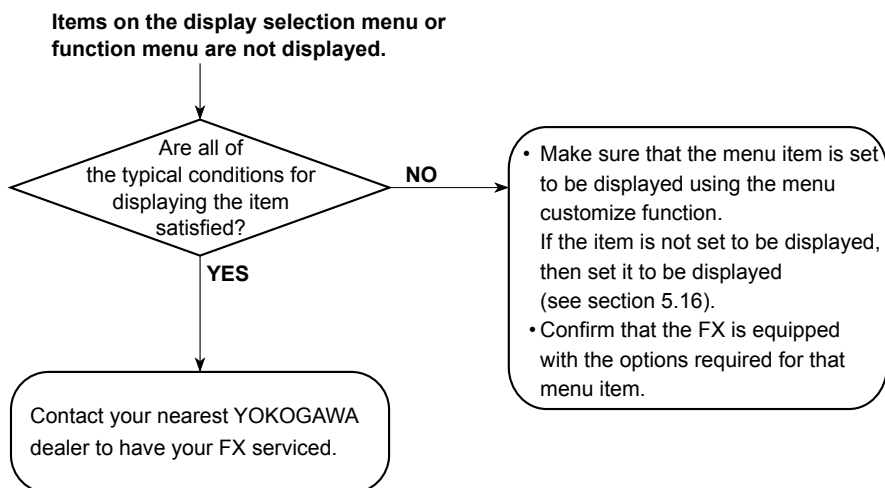 Items on the display selection menu or
function menu are not displayed.
Are all of
the typical conditions for
displaying the item
satisfied?
NO
YES
• Make sure that the menu item is set
to be displayed using the menu
customize function.
If the item is not set to be displayed,
then set it to be displayed
(see section 5.16).
• Confirm that the FX is equipped
with the options required for that
menu item.
Contact your nearest YOKOGAWA
dealer to have your FX serviced.